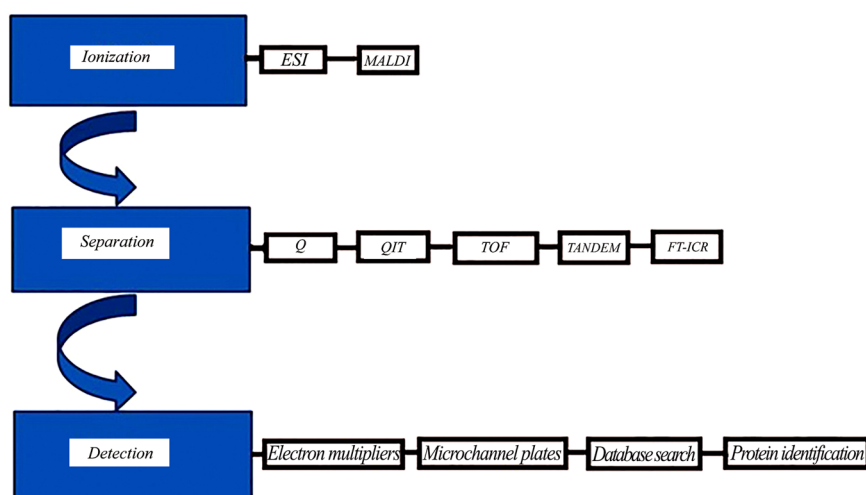 Ionization
ESI
MALDI
Separation
Q
QIT
TOF
TANDEM
FT-ICR
Detection
Electron multipliers
Microchannel plates
Database search
Protein identification